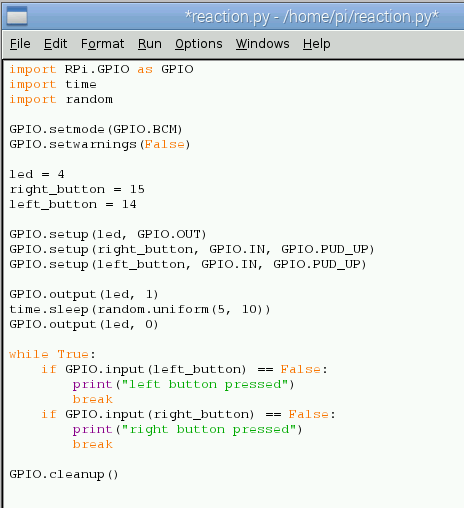 *reaction.py - /home/pi/reaction.py*
File Edit Format Run Options Windows Help
import RPi.GPIO as GPIO
import time
import random
GPIO.setmode(GPIO.BCM)
GPIO.setwarnings(False)
led = 4
right_button = 15
left_button = 14
GPIO.setup(led, GPIO.OUT)
GPIO.setup(right_button, GPIO.IN, GPIO.PUD_UP)
GPIO.setup(left_button, GPIO.IN, GPIO.PUD_UP)
GPIO.output(led, 1)
time.sleep(random.uniform(5, 10))
GPIO.output(led, 0)
while True:
    if GPIO.input(left_button) == False:
        print("left button pressed")
        break
    if GPIO.input(right_button) == False:
        print("right button pressed")
        break
GPIO.cleanup()